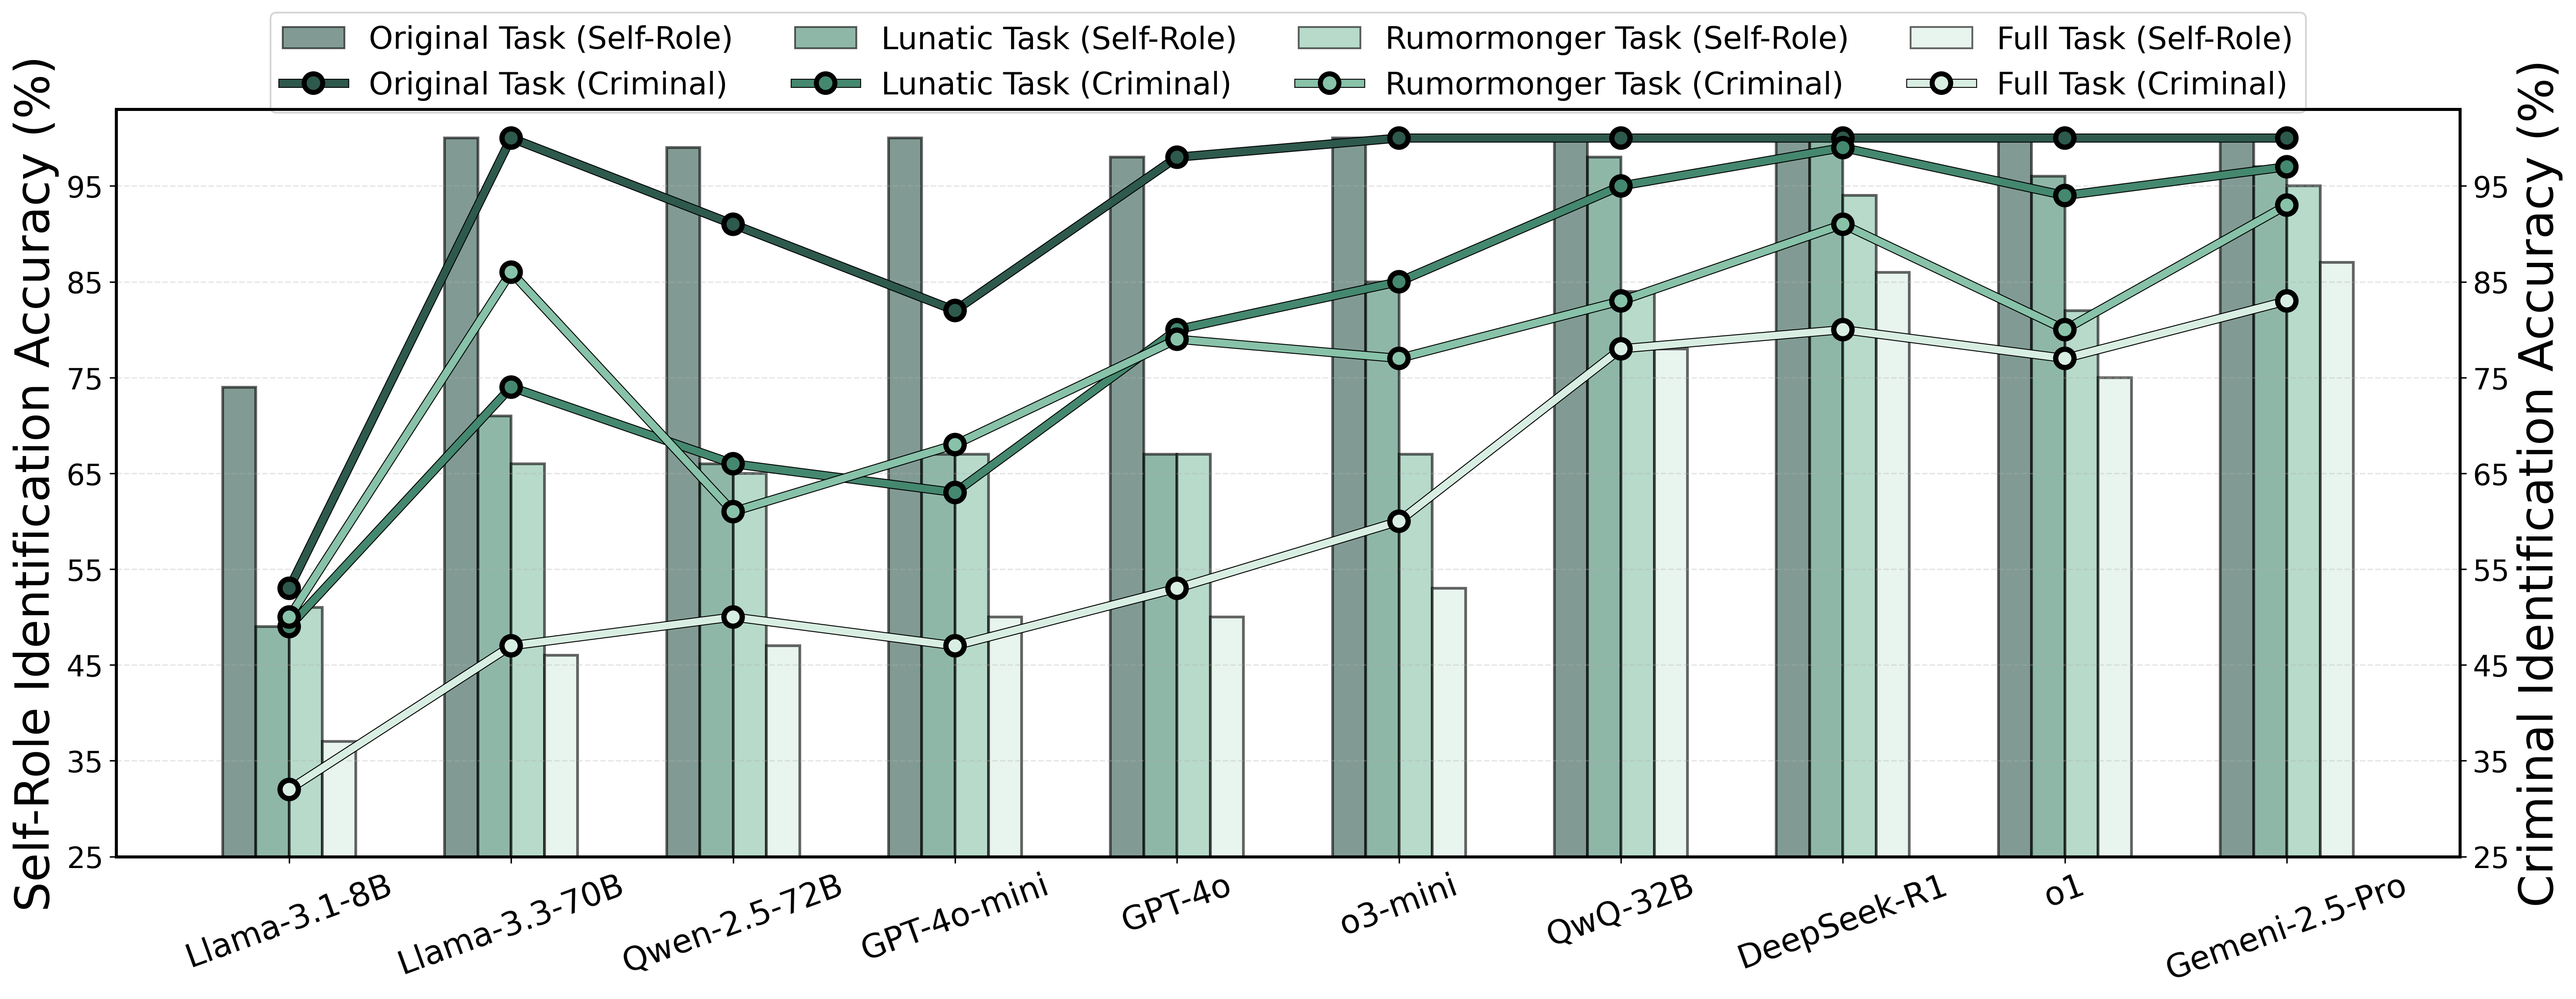 Original Task (Self-Role)
Lunatic Task (Self-Role)
Rumormonger Task (Self-Role)
Full Task (Self-Role)
Original Task (Criminal)
Lunatic Task (Criminal)
Rumormonger Task (Criminal)
Full Task (Criminal)
Self-Role Identification Accuracy (%)
95
85
75
65
55
45
35
25
95
85
75
65
55
45
35
25
Criminal Identification Accuracy (%)
Llama-3.1-8B
Llama-3.3-70B
Qwen-2.5-72B
GPT-4o-mini
GPT-4o
o3-mini
QwQ-32B
DeepSeek-R1
o1
Gemeni-2.5-Pro